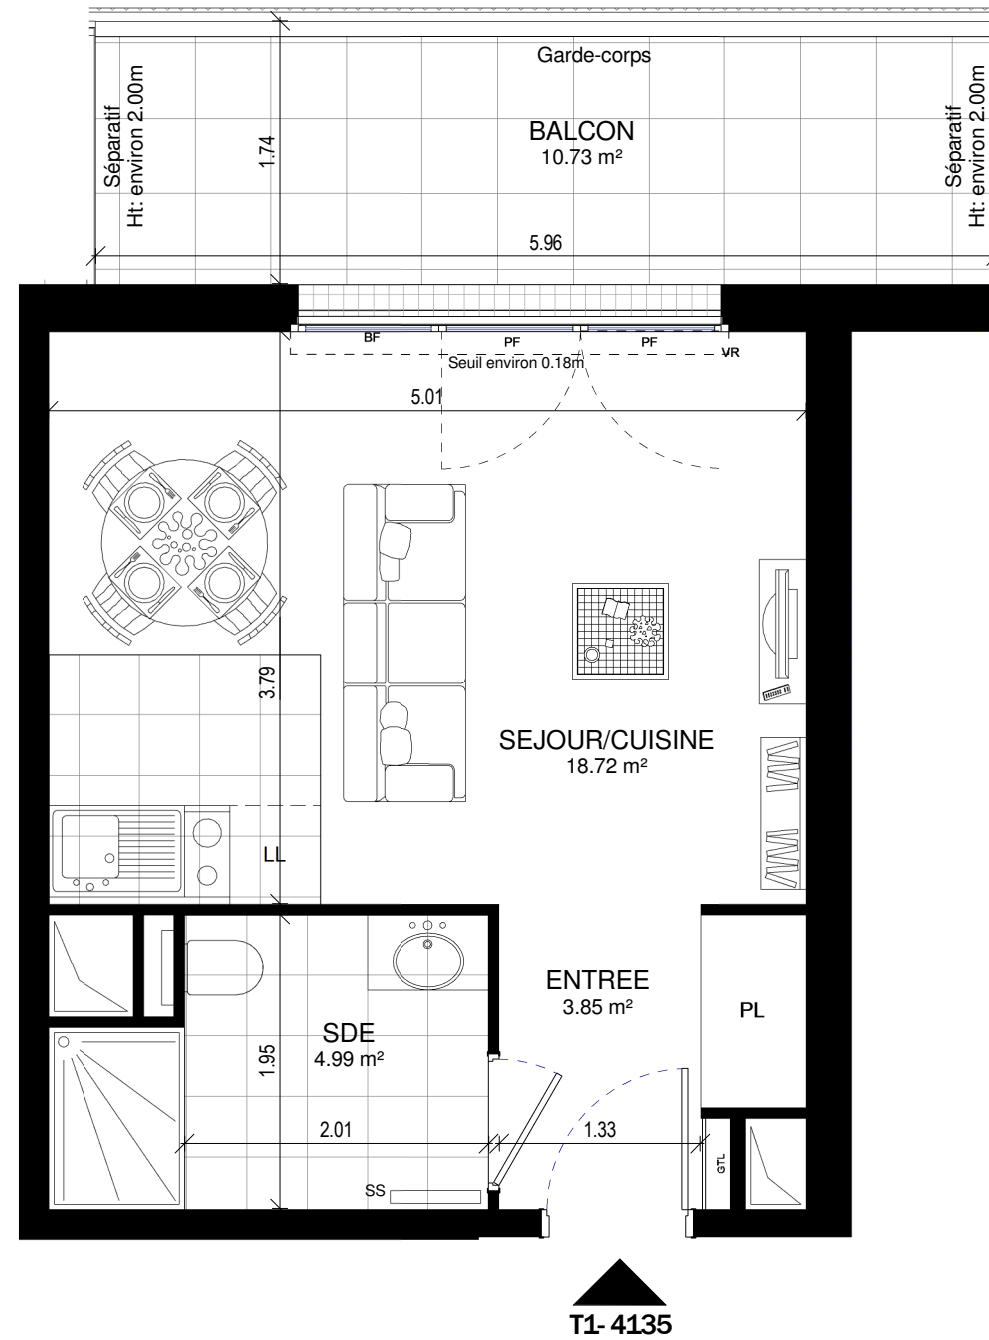 Garde-corps
Séparatif
Ht: environ 2.00m
BALCON
10.73 m²
1.74
Séparatif
Ht: environ 2.00m
5.96
BF
PF
PF
VR
Seuil environ 0.18m
5.01
3.79
SEJOUR/CUISINE
18.72 m²
LL
ENTREE
3.85 m²
PL
SDE
4.99 m²
1.95
2.01
1.33
GTL
SS
T1- 4135